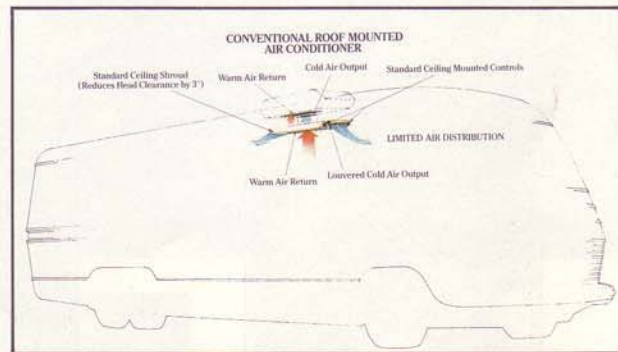 CONVENTIONAL ROOF MOUNTED
AIR CONDITIONER
Standard Ceiling Shroud
(Reduces Head Clearance by 3")
Warm Air Return
Cold Air Output
Standard Ceiling Mounted Controls
LIMITED AIR DISTRIBUTION
Warm Air Return
Louvered Cold Air Output